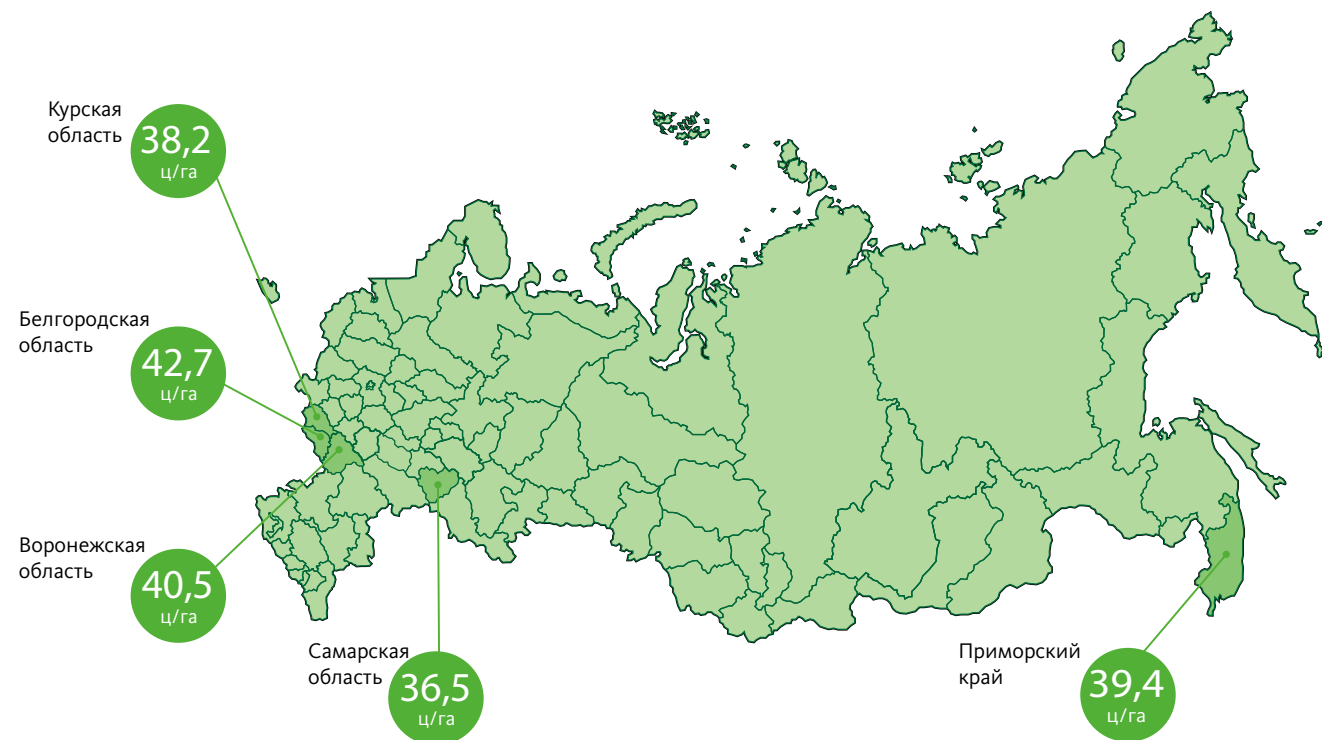 Курская
область
38,2
ц/га
Белгородская
область
42,7
ц/га
Воронежская
область
40,5
ц/га
Самарская
область
36,5
ц/га
Приморский
край
39,4
ц/га